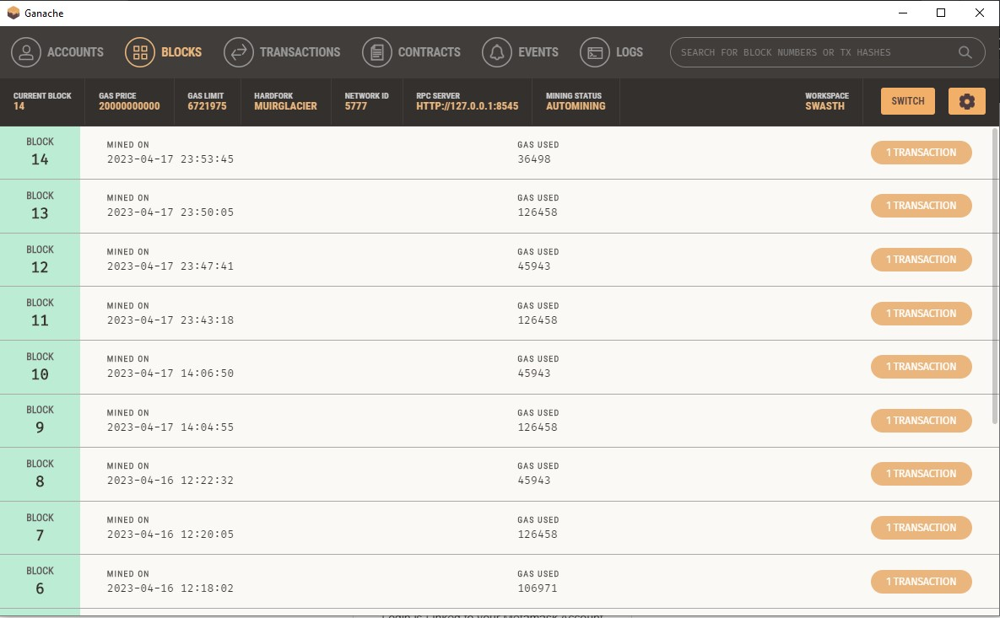 Ganache
ACCOUNTS BLOCKS TRANSACTIONS CONTRACTS EVENTS LOGS SEARCH FOR BLOCK NUMBERS OR TX HASHES
CURRENT BLOCK GAS PRICE GAS LIMIT HARDFORK NETWORK ID RPC SERVER MINING STATUS WORKSPACE
14 20000000000 6721975 MUIRGLACIER 5777 HTTP://127.0.0.1:8545 AUTOMINING SWASTH SWITCH
BLOCK MINED ON GAS USED
14 2023-04-17 23:53:45 36498 1 TRANSACTION
BLOCK MINED ON GAS USED
13 2023-04-17 23:50:05 126458 1 TRANSACTION
BLOCK MINED ON GAS USED
12 2023-04-17 23:47:41 45943 1 TRANSACTION
BLOCK MINED ON GAS USED
11 2023-04-17 23:43:18 126458 1 TRANSACTION
BLOCK MINED ON GAS USED
10 2023-04-17 14:06:50 45943 1 TRANSACTION
BLOCK MINED ON GAS USED
9 2023-04-17 14:04:55 126458 1 TRANSACTION
BLOCK MINED ON GAS USED
8 2023-04-16 12:22:32 45943 1 TRANSACTION
BLOCK MINED ON GAS USED
7 2023-04-16 12:20:05 126458 1 TRANSACTION
BLOCK MINED ON GAS USED
6 2023-04-16 12:18:02 106971 1 TRANSACTION